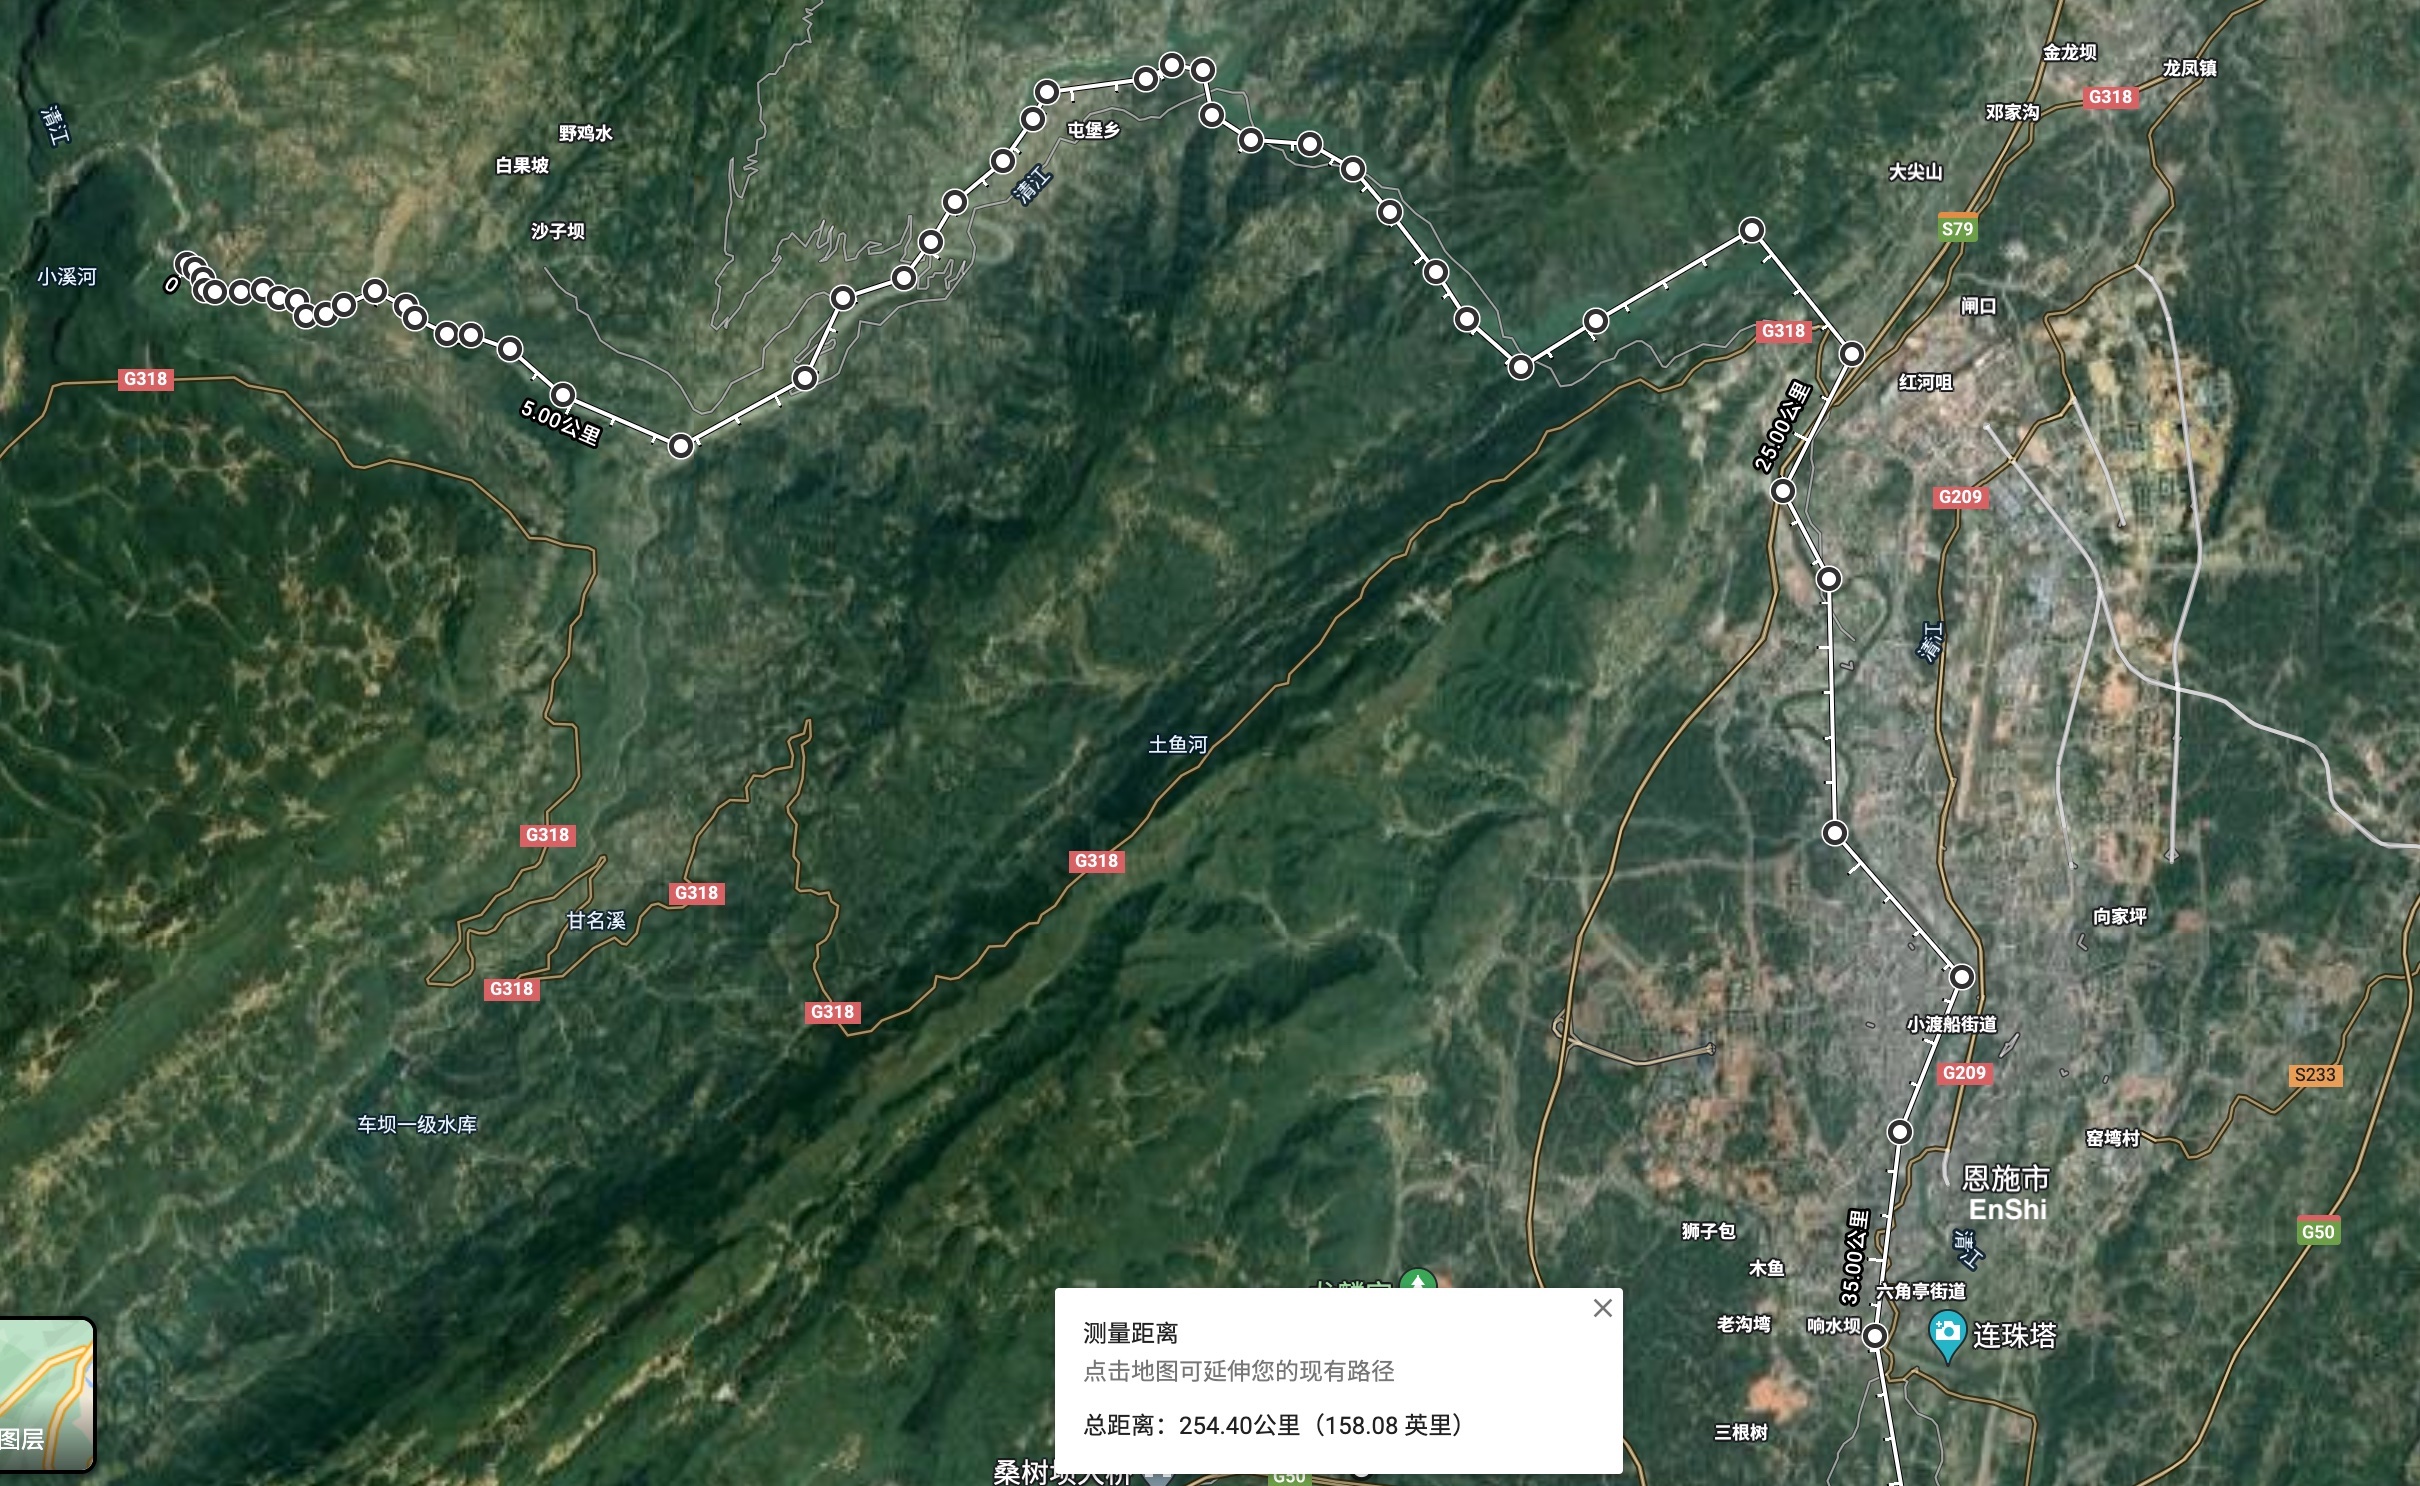 金龙坝
龙凤镇
G318
清江
邓家沟
野鸡水
屯堡乡
白果坡
大尖山
清江
沙子坝
S79
小溪河
0
闸口
G318
G318
红河咀
5.00公里
25.00公里
G209
清江
土鱼河
G318
G318
G318
甘名溪
向家坪
G318
G318
小渡船街道
G209
S233
车坝一级水库
窑湾村
恩施市
EnShi
狮子包
G50
清江
木鱼
35.00公里
六角亭街道
老沟湾
响水坝
连珠塔
测量距离
点击地图可延伸您的现有路径
总距离：254.40公里（158.08 英里）
三根树
图层
G50